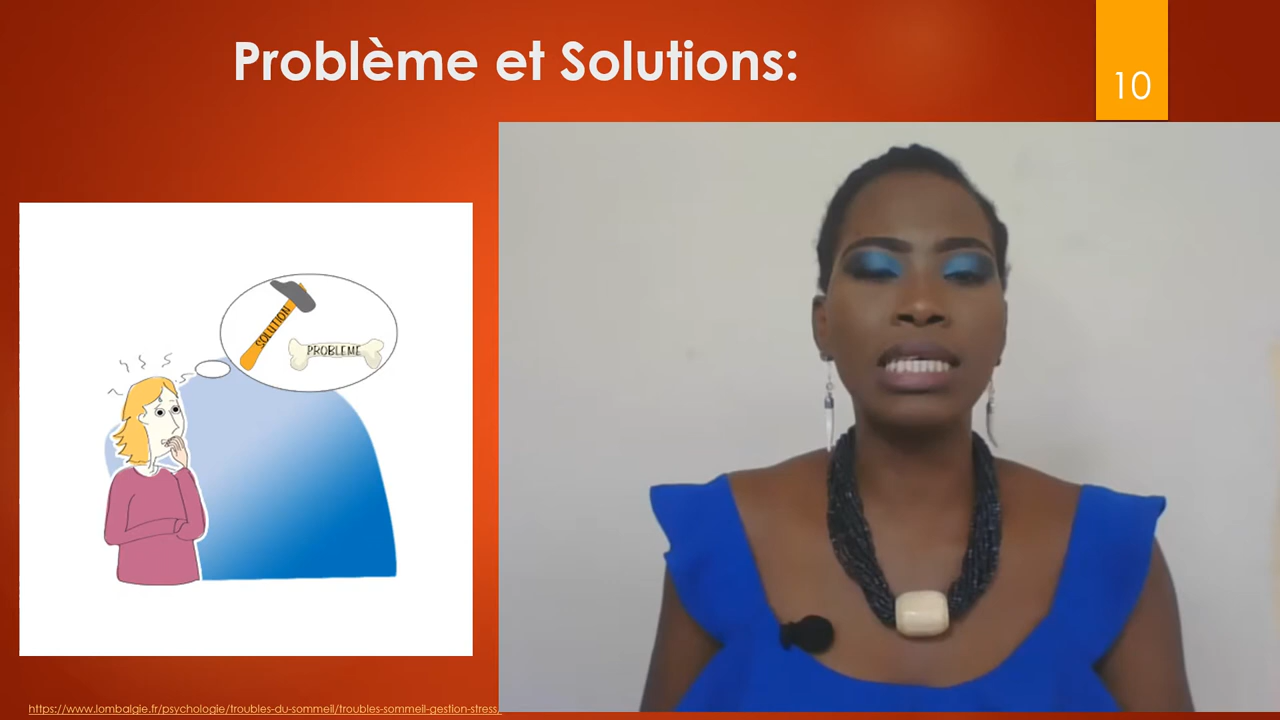 Problème et Solutions:
10
SOLUTION
PROBLEME
https://www.lombalgie.fr/psychologie/troubles-du-sommeil/troubles-sommeil-gestion-stress/